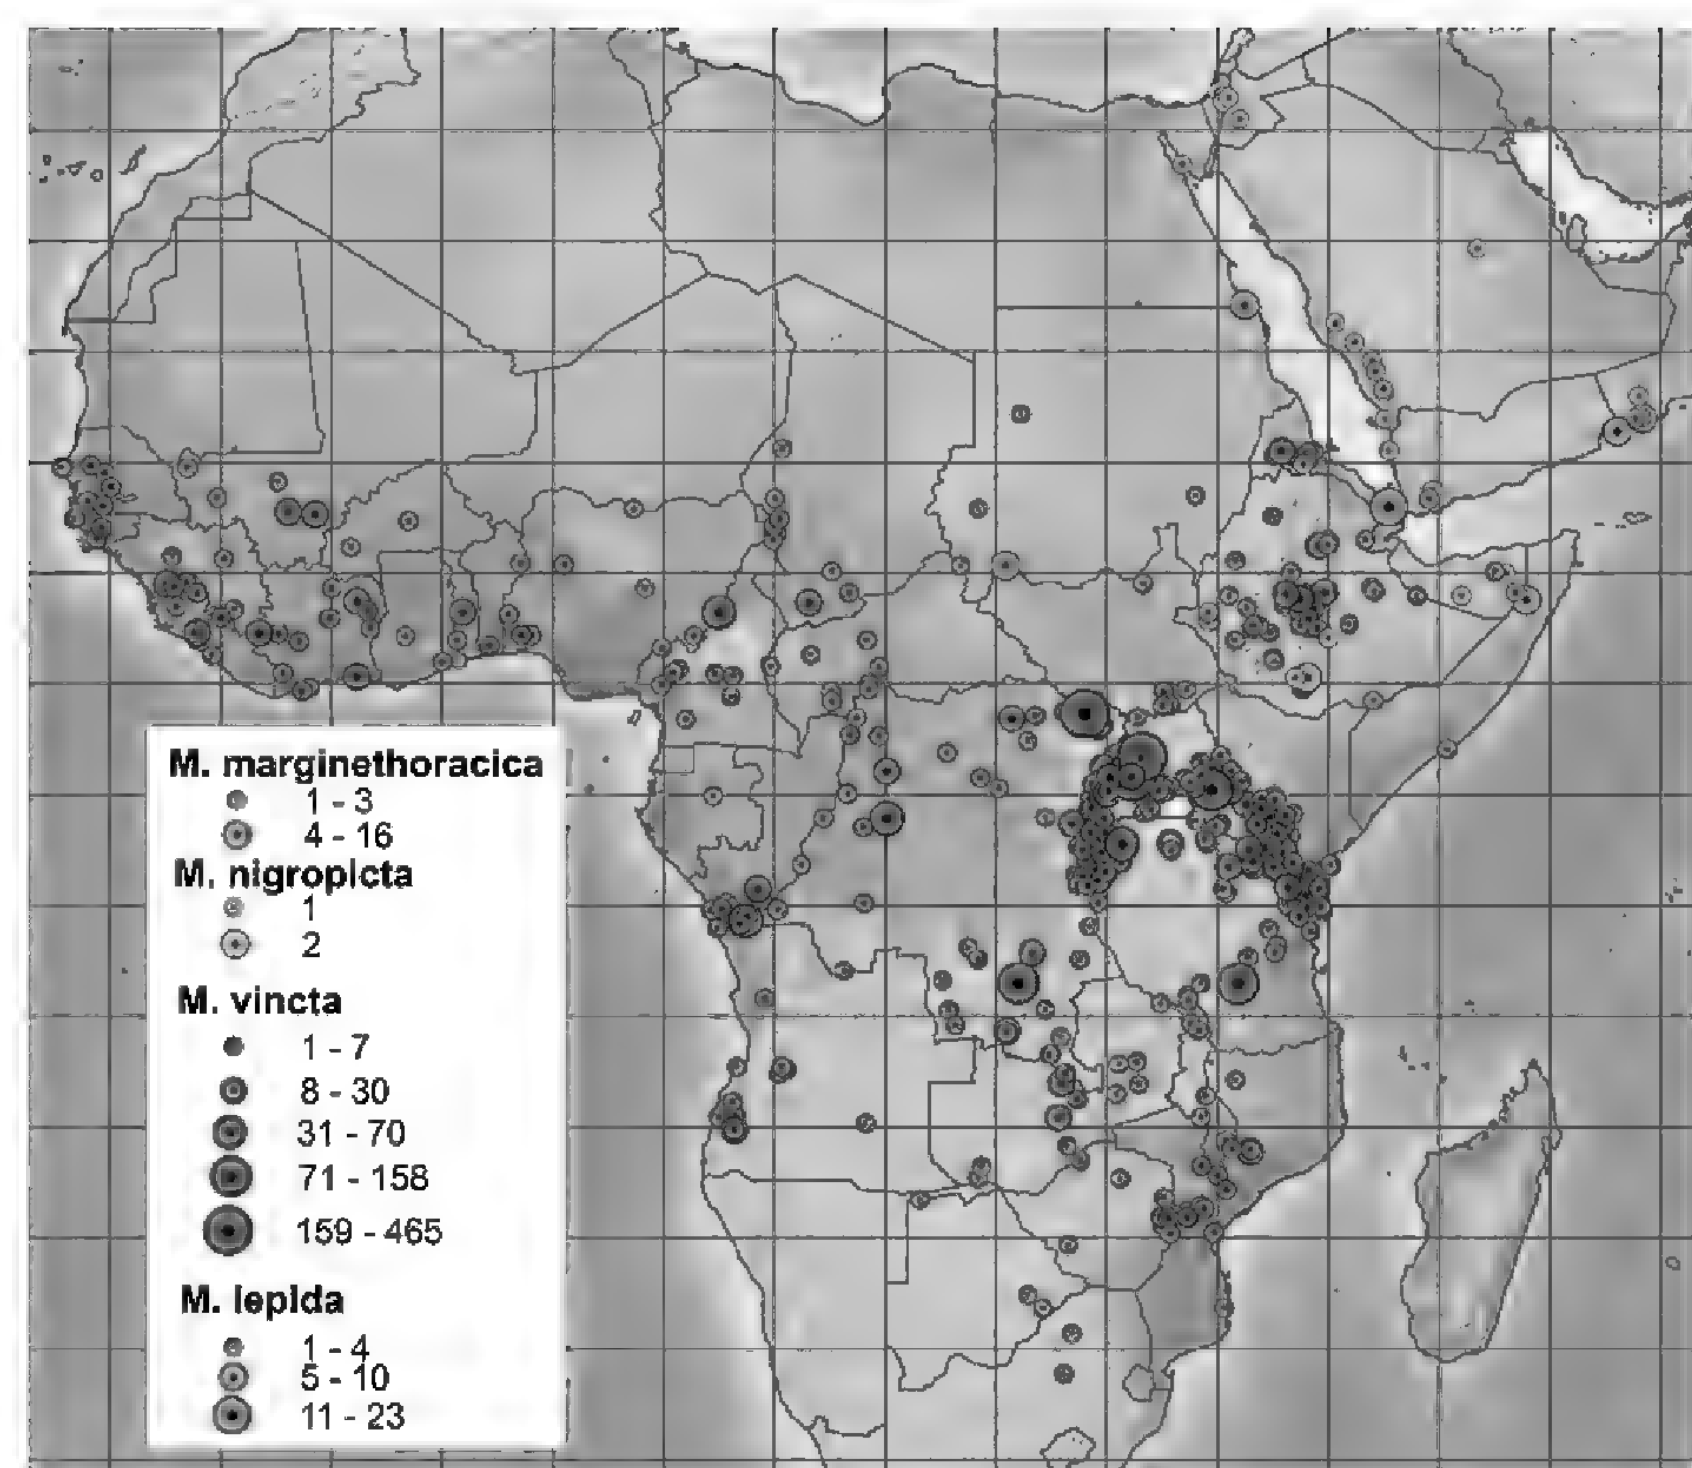 M. marginethoracica
1 - 3
4 - 16
M. nigropicta
1
2
M. vincta
1 - 7
8 - 30
31 - 70
71 - 158
159 - 465
M. lepida
1 - 4
5 - 10
11 - 23